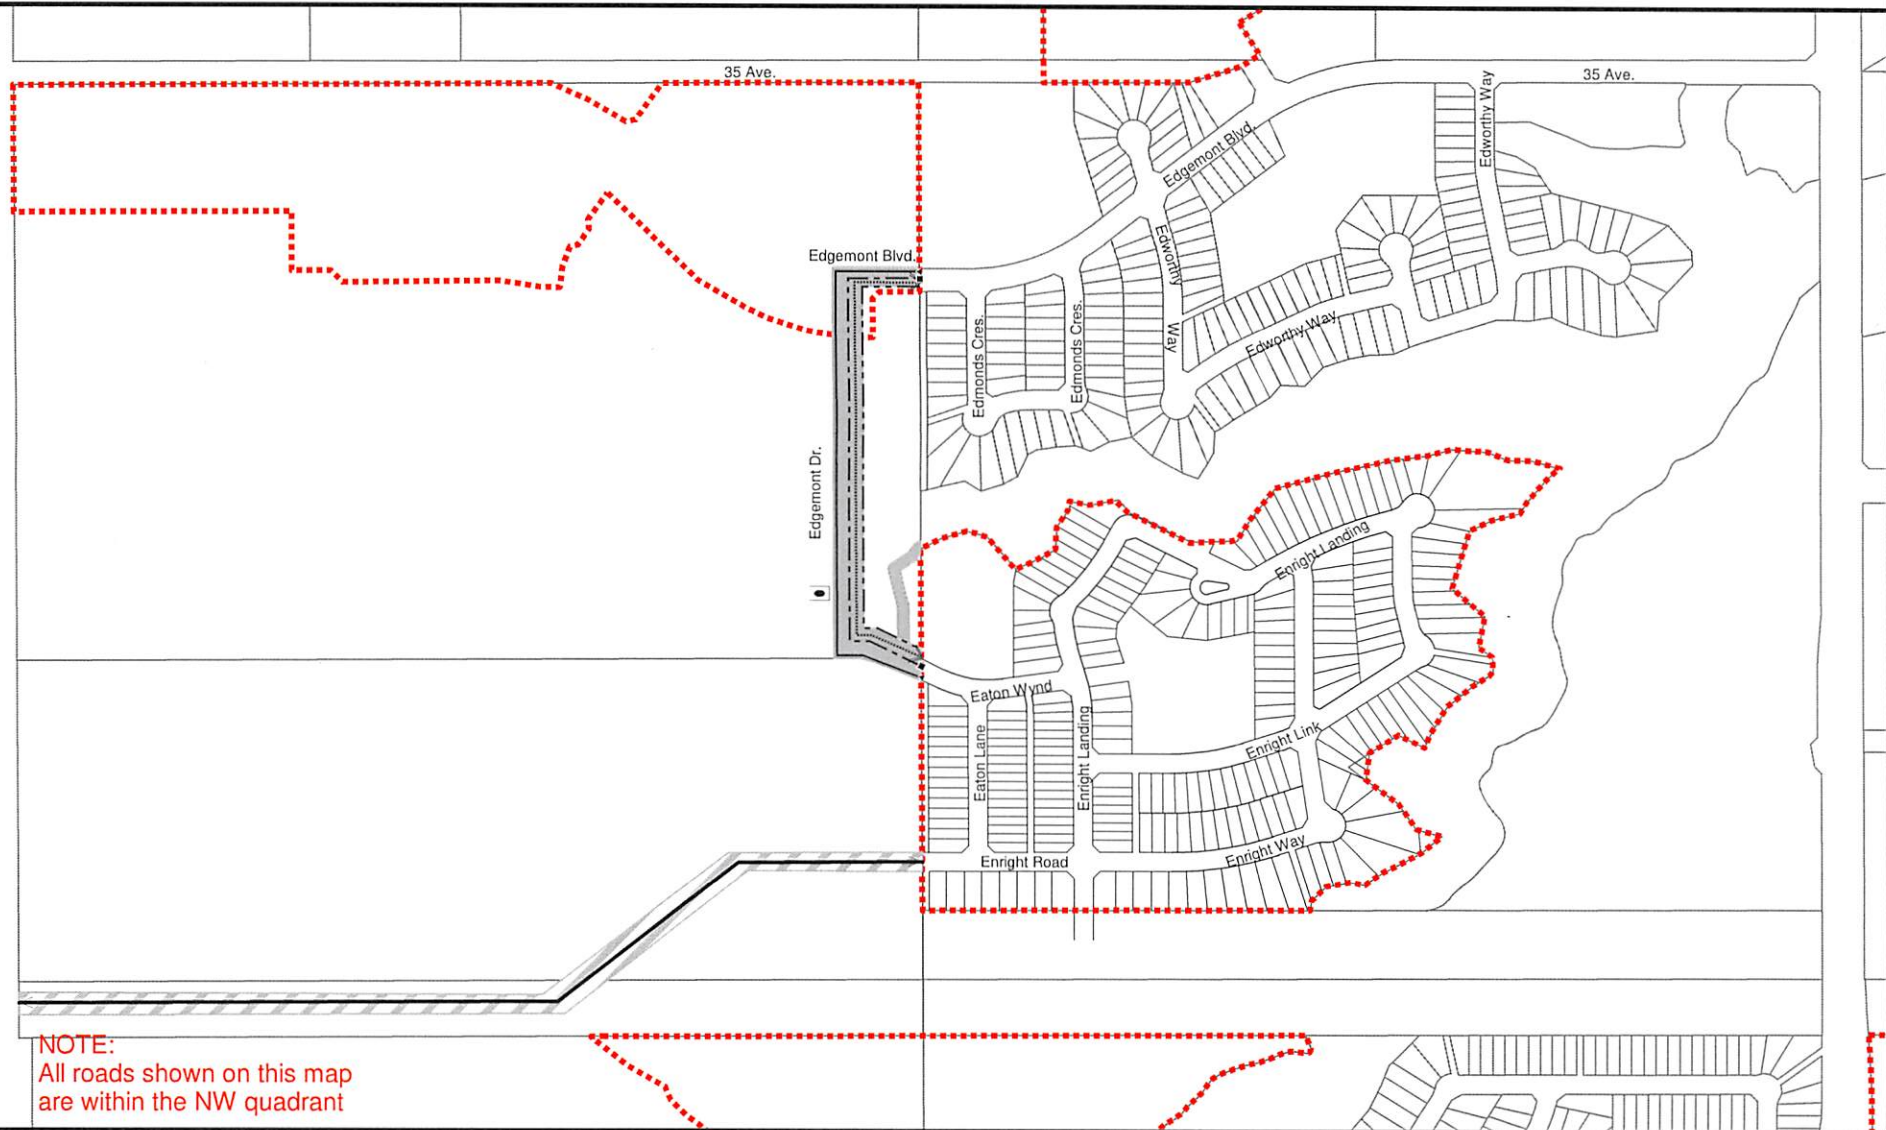 35 Ave.
35 Ave.
Edworthy Way
Edgemont Blvd.
Edgemont Blvd.
Edworthy
Way
Edmonds Cres.
Edmonds Cres.
Edworthy Way
Edgemont Dr.
Enright Landing
Eaton Wynd
Eaton Lane
Enright Landing
Enright Link
Enright Road
Enright Way
NOTE:
All roads shown on this map
are within the NW quadrant